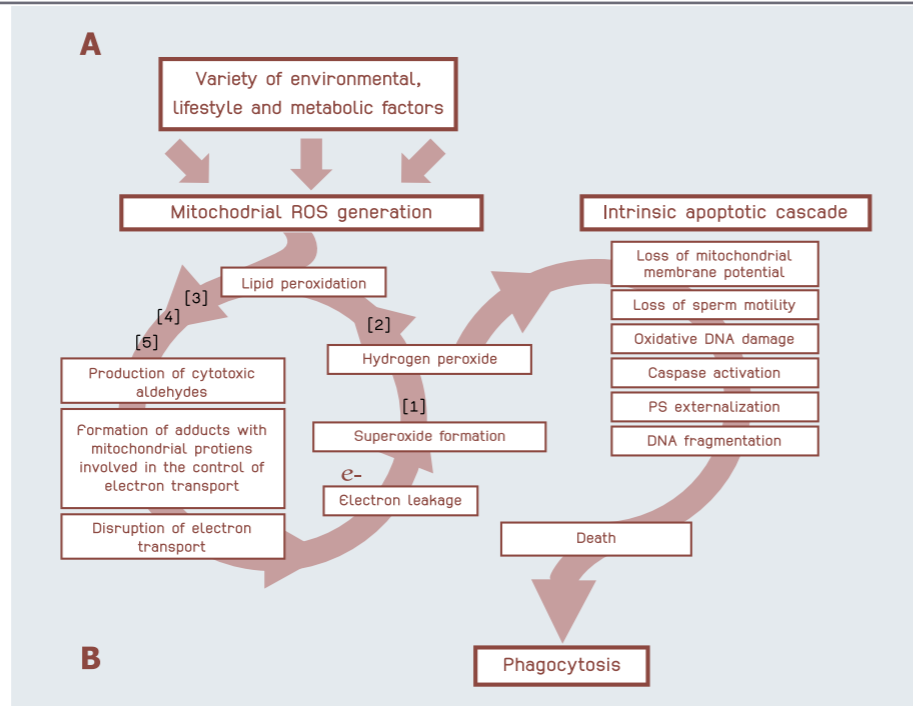 A
Variety of environmental,
lifestyle and metabolic factors
Mitochodrial ROS generation
Lipid peroxidation
[3]
[4]
[5]
[2]
Hydrogen peroxide
[1]
Superoxide formation
e-
Electron leakage
Production of cytotoxic
aldehydes
Formation of adducts with
mitochondrial protiens
involved in the control of
electron transport
Disruption of electron
transport
Intrinsic apoptotic cascade
Loss of mitochondrial
membrane potential
Loss of sperm motility
Oxidative DNA damage
Caspase activation
PS externalization
DNA fragmentation
Death
Phagocytosis
B